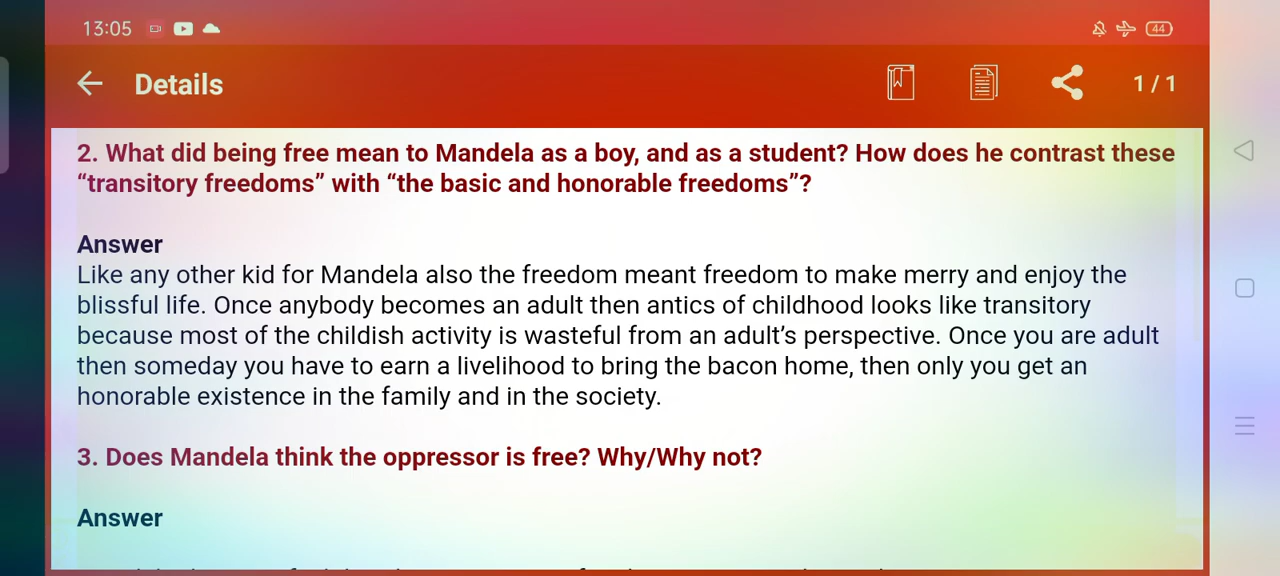 13:05
44
Details
1 / 1
2. What did being free mean to Mandela as a boy, and as a student? How does he contrast these
“transitory freedoms” with “the basic and honorable freedoms”?
Answer
Like any other kid for Mandela also the freedom meant freedom to make merry and enjoy the
blissful life. Once anybody becomes an adult then antics of childhood looks like transitory
because most of the childish activity is wasteful from an adult’s perspective. Once you are adult
then someday you have to earn a livelihood to bring the bacon home, then only you get an
honorable existence in the family and in the society.
3. Does Mandela think the oppressor is free? Why/Why not?
Answer